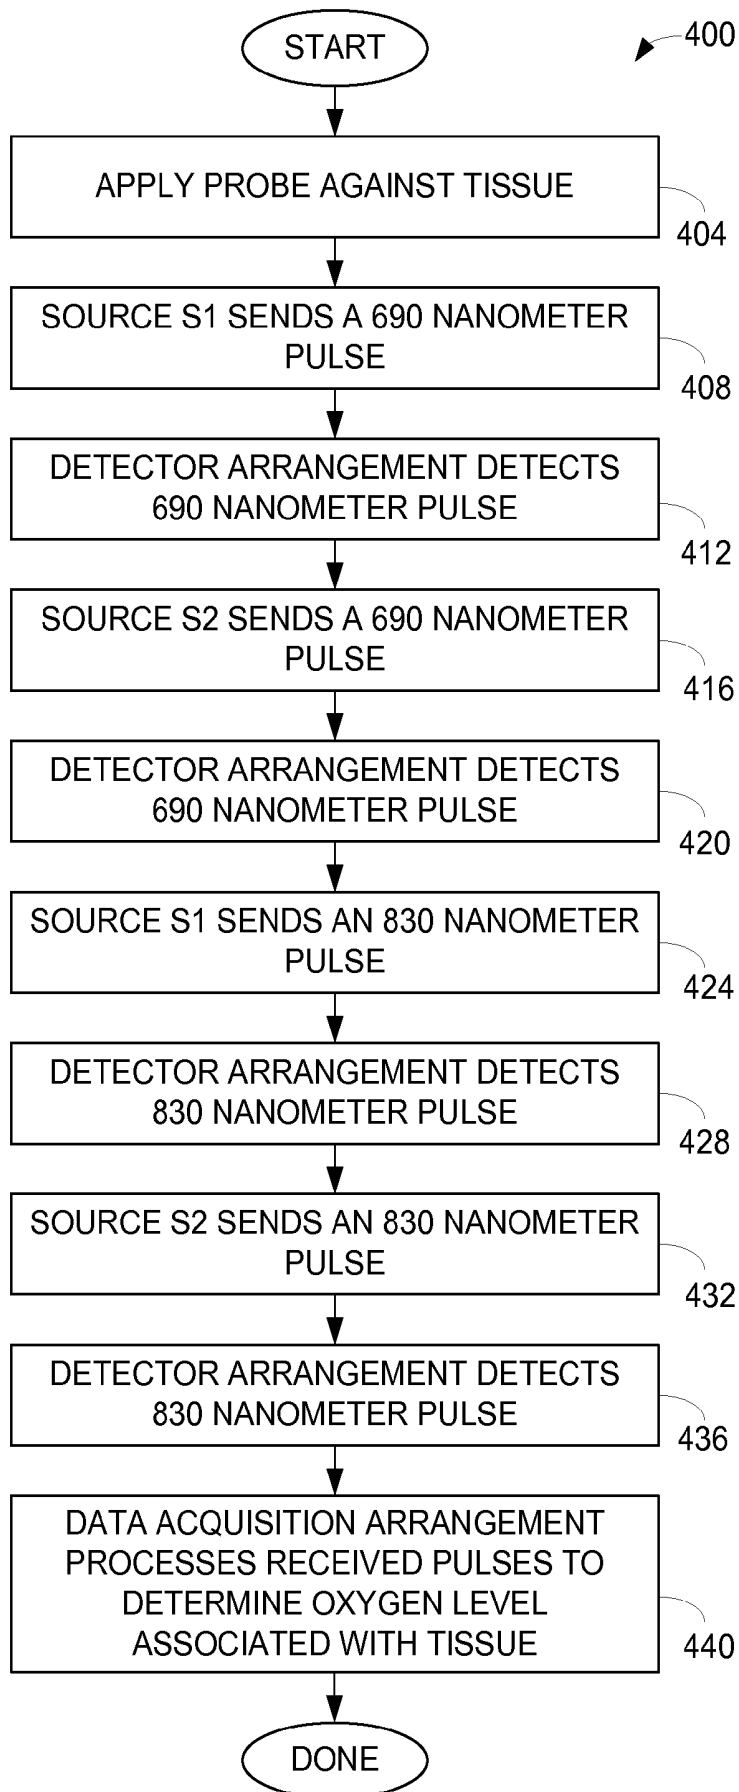 START
400
APPLY PROBE AGAINST TISSUE
404
SOURCE S1 SENDS A 690 NANOMETER
PULSE
408
DETECTOR ARRANGEMENT DETECTS
690 NANOMETER PULSE
412
SOURCE S2 SENDS A 690 NANOMETER
PULSE
416
DETECTOR ARRANGEMENT DETECTS
690 NANOMETER PULSE
420
SOURCE S1 SENDS AN 830 NANOMETER
PULSE
424
DETECTOR ARRANGEMENT DETECTS
830 NANOMETER PULSE
428
SOURCE S2 SENDS AN 830 NANOMETER
PULSE
432
DETECTOR ARRANGEMENT DETECTS
830 NANOMETER PULSE
436
DATA ACQUISITION ARRANGEMENT
PROCESSES RECEIVED PULSES TO
DETERMINE OXYGEN LEVEL
ASSOCIATED WITH TISSUE
440
DONE